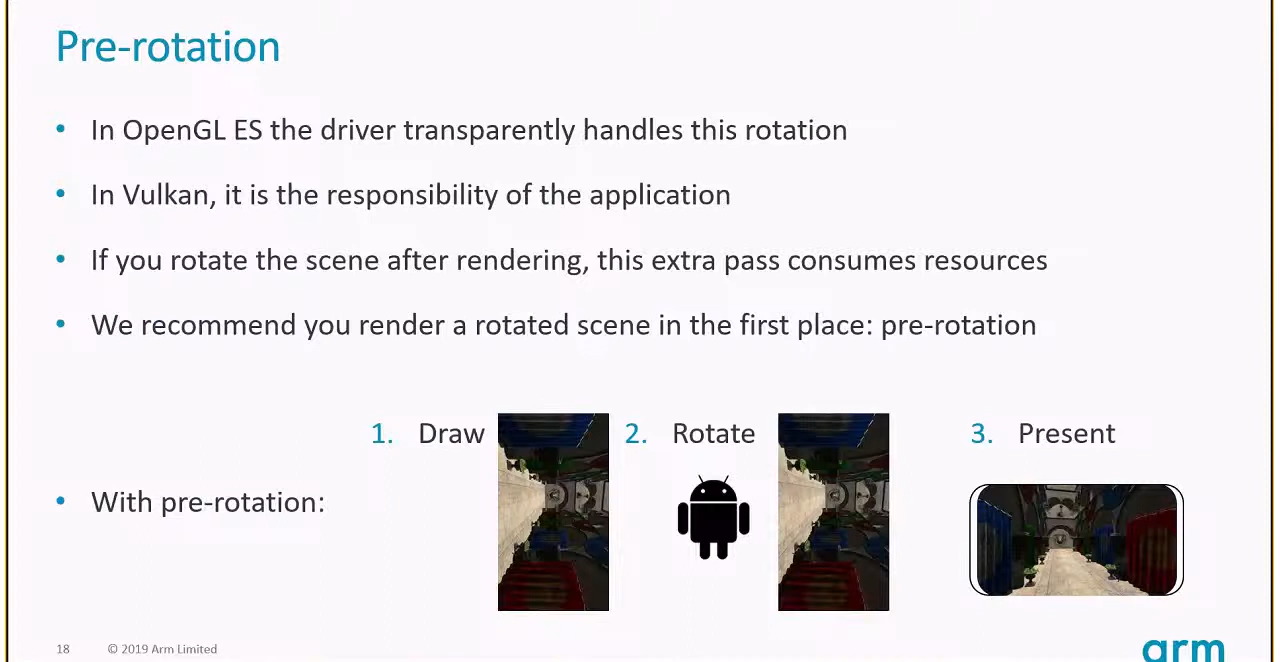 Pre-rotation
• In OpenGL ES the driver transparently handles this rotation
• In Vulkan, it is the responsibility of the application
• If you rotate the scene after rendering, this extra pass consumes resources
• We recommend you render a rotated scene in the first place: pre-rotation
1. Draw 2. Rotate 3. Present
• With pre-rotation:
18 © 2019 Arm Limited
arm